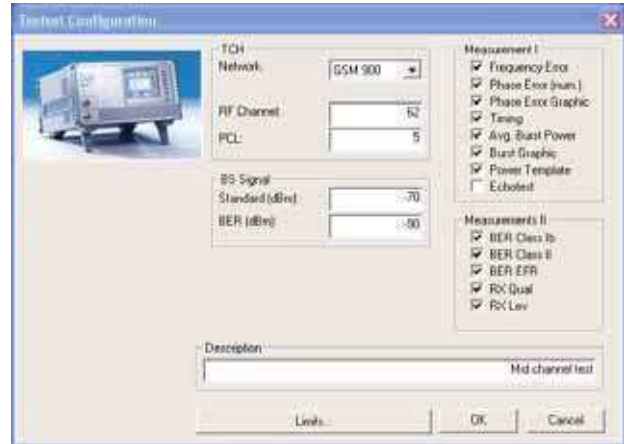 Testset Configuration
TCH
Network:
GSM 900
RF Channel:
62
PCL:
5
BS Signal
Standard (dBm)
-70
BER (dBm)
-90
Measurement I
Frequency Error
Phase Error (num.)
Phase Error Graphic
Timing
Avg. Burst Power
Burst Graphic
Power Template
Echotest
Measurements II
BER Class Ib
BER Class II
BER EFR
RX Qual
RX Lev
Description
Mid channel test
Limits...
OK
Cancel